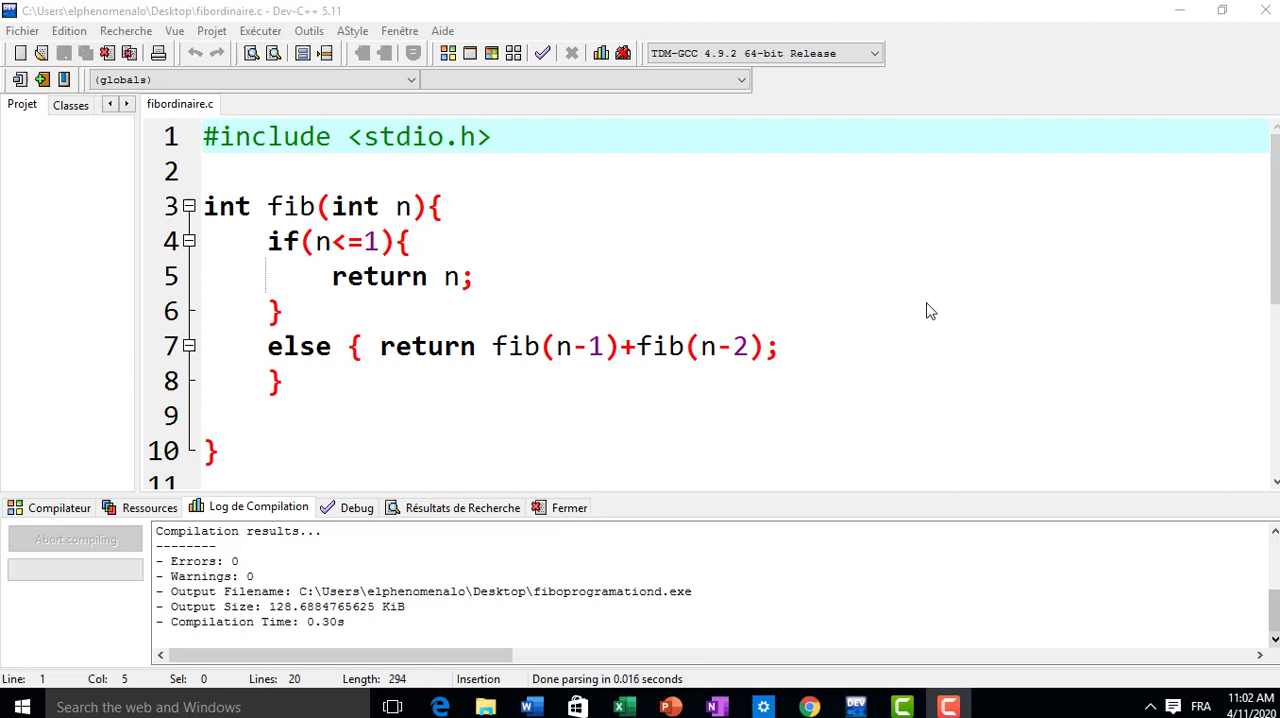 C:\Users\elphenomenalo\Desktop\fibordinaire.c - Dev-C++ 5.11
Fichier Edition Recherche Vue Projet Exécuter Outils AStyle Fenêtre Aide
TDM-GCC 4.9.2 64-bit Release
(globals)
Projet Classes fibordinaire.c
1 #include <stdio.h>
2
3 int fib(int n){
4 if(n<=1){
5 return n;
6 }
7 else { return fib(n-1)+fib(n-2);
8 }
9
10 }
11
Compilateur Ressources Log de Compilation Debug Résultats de Recherche Fermer
Abort compiling
Compilation results...
--------
- Errors: 0
- Warnings: 0
- Output Filename: C:\Users\elphenomenalo\Desktop\fiboprogramationd.exe
- Output Size: 128.6884765625 KiB
- Compilation Time: 0.30s
Line: 1 Col: 5 Sel: 0 Lines: 20 Length: 294 Insertion Done parsing in 0.016 seconds
Search the web and Windows
FRA
11:02 AM
4/11/2020